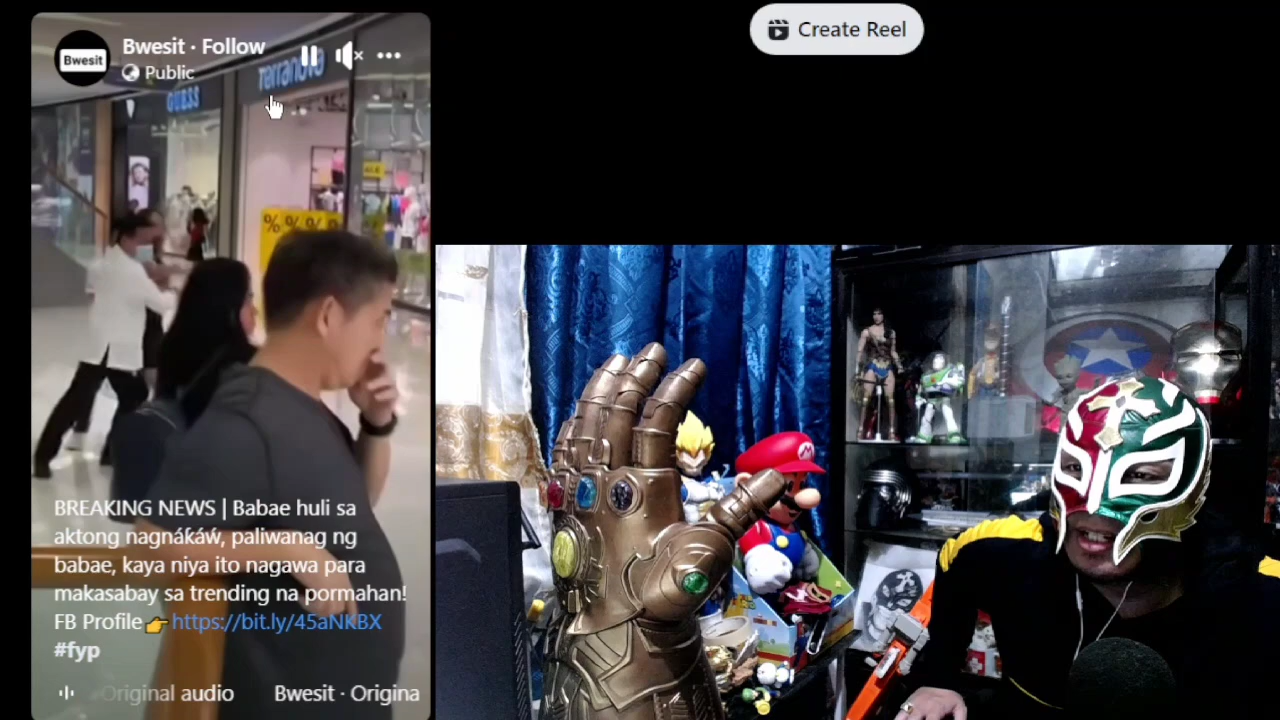 Bwesit · Follow
Public
Bwesit
GUESS
Terranova
% % % %
BREAKING NEWS | Babae huli sa
aktong nagnákáẃ, paliwanag ng
babae, kaya niya ito nagawa para
makasabay sa trending na pormahan!
FB Profile👉https://bit.ly/45aNKBX
#fyp
Original audio
Bwesit · Origina
Create Reel
M